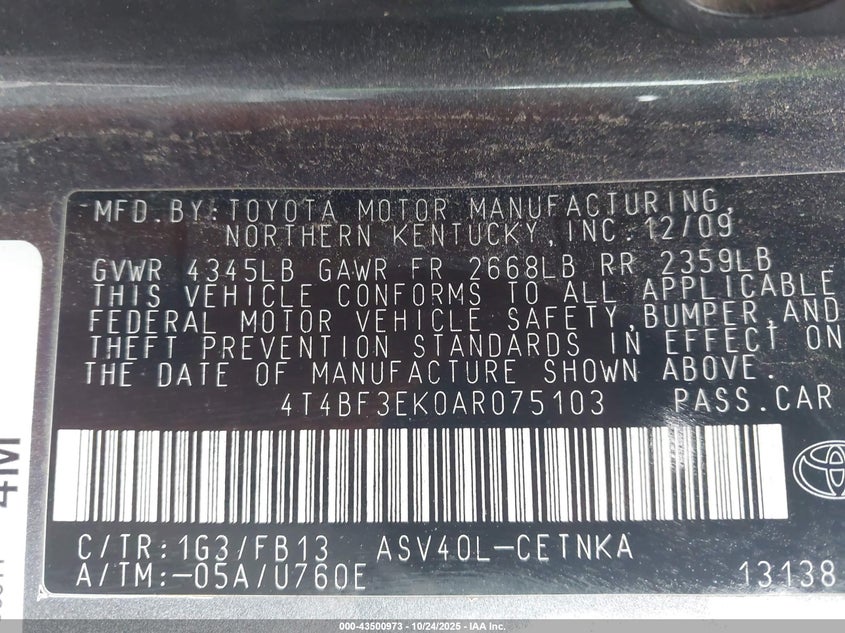 MFD.BY:TOYOTA MOTOR MANUFACTURING,
NORTHERN KENTUCKY,INC.12/09
GVWR 4345LB GAWR FR 2668LB RR 2359LB
THIS VEHICLE CONFORMS TO ALL APPLICABLE
FEDERAL MOTOR VEHICLE SAFETY,BUMPER,AND
THEFT PREVENTION STANDARDS IN EFFECT ON
THE DATE OF MANUFACTURE SHOWN ABOVE.
4T4BF3EK0AR075103 PASS.CAR
C/TR:1G3/FB13 ASV40L-CETNKA
A/TM:-05A/U760E 13138
4M
000-43500973 - 10/24/2025 - IAA Inc.